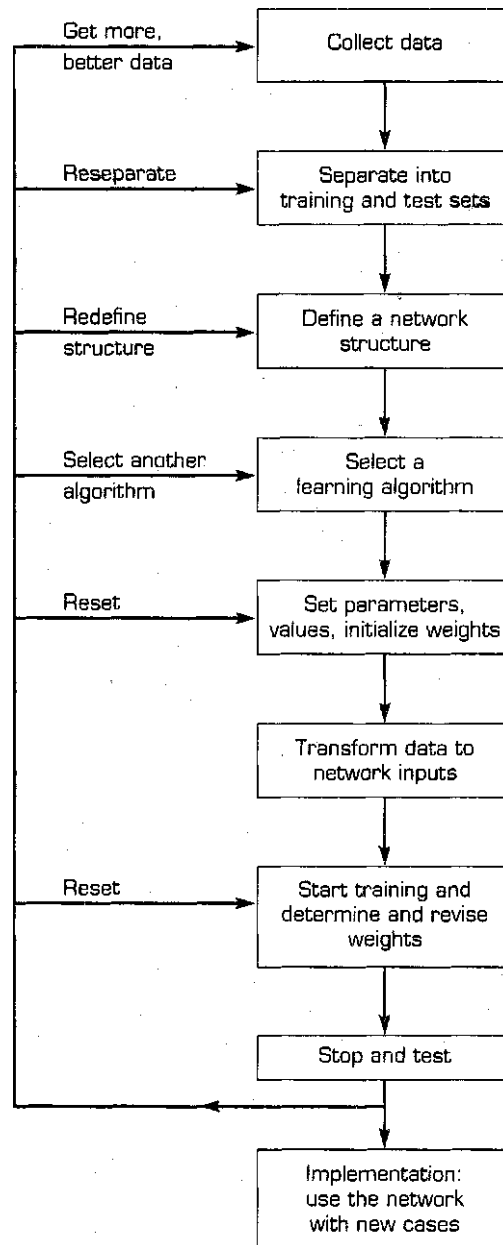 Get more,
better data
Collect data
Reseparate
Separate into
training and test sets
Redefine
structure
Define a network
structure
Select another
algorithm
Select a
learning algorithm
Reset
Set parameters,
values, initialize weights
Transform data to
network inputs
Reset
Start training and
determine and revise
weights
Stop and test
Implementation:
use the network
with new cases